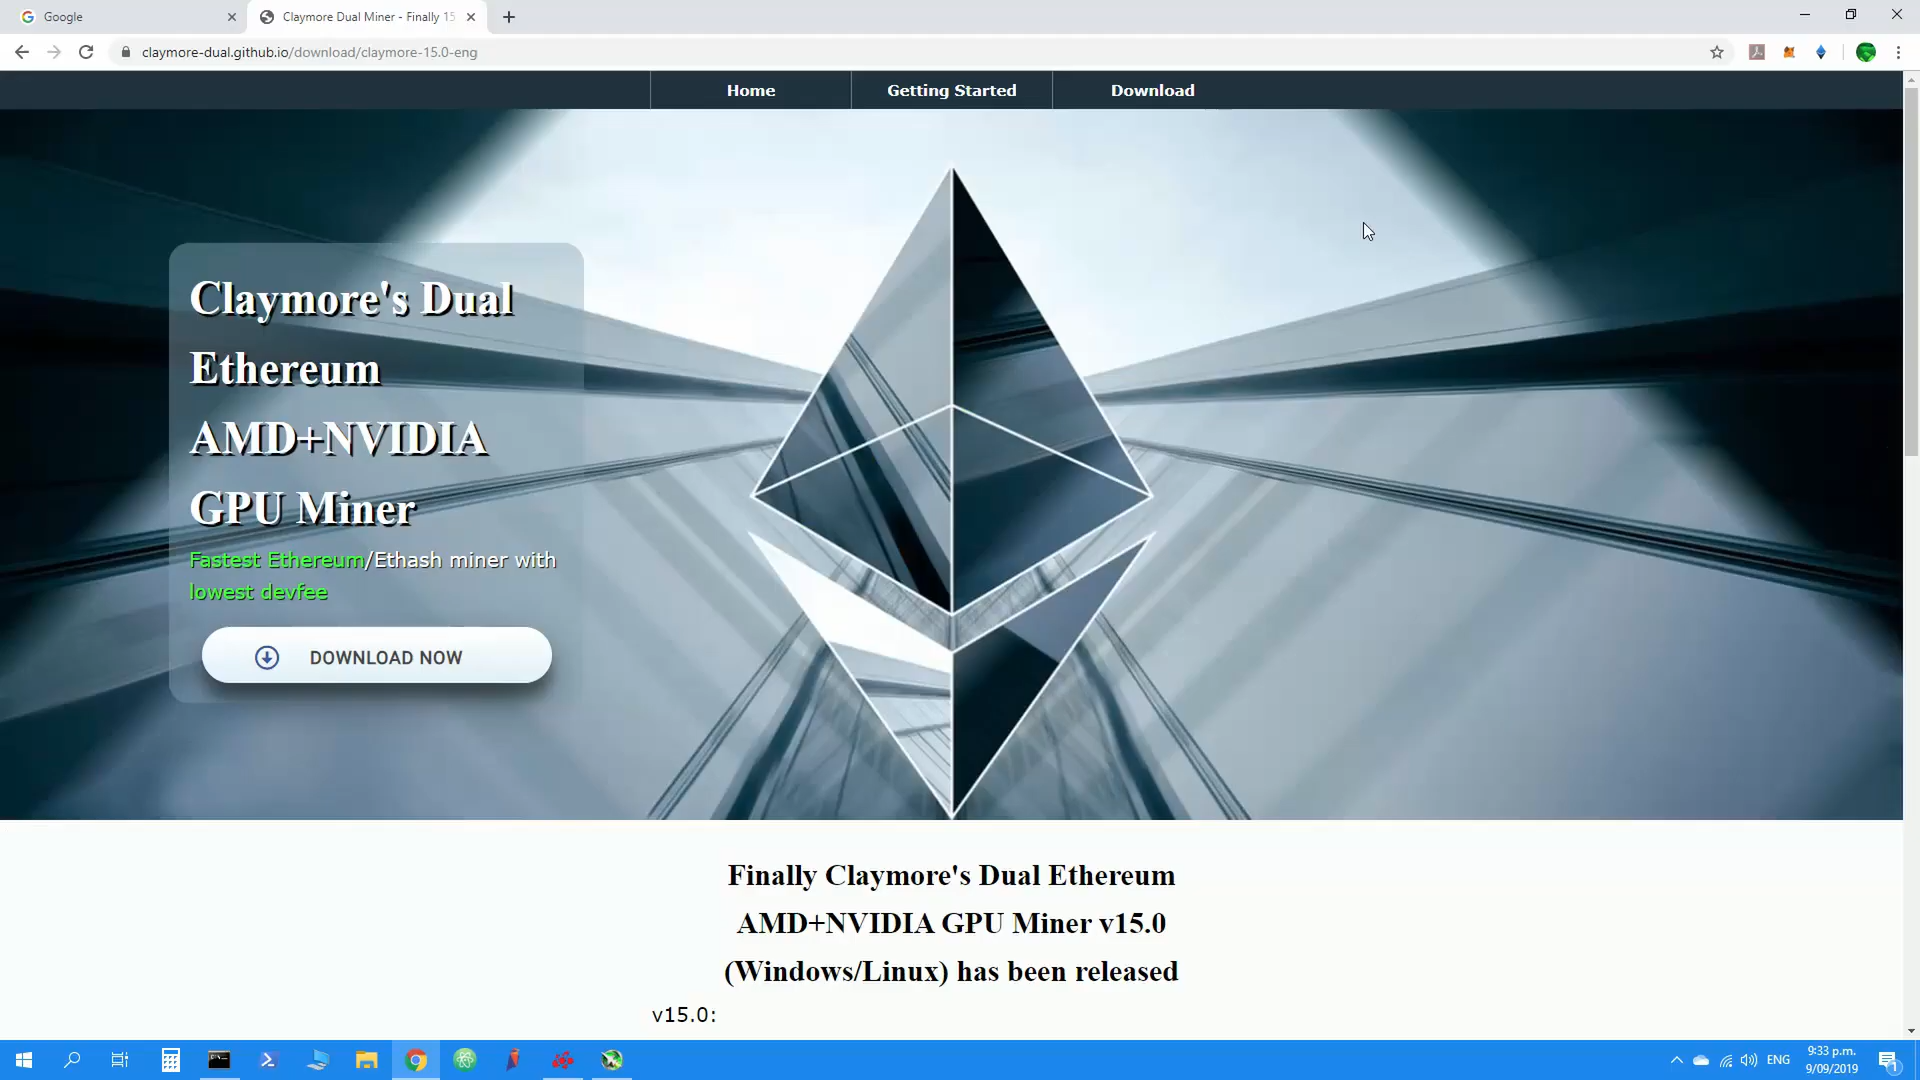 Google
Claymore Dual Miner - Finally 15
claymore-dual.github.io/download/claymore-15.0-eng
Home
Getting Started
Download
Claymore's Dual
Ethereum
AMD+NVIDIA
GPU Miner
Fastest Ethereum/Ethash miner with
lowest devfee
DOWNLOAD NOW
Finally Claymore's Dual Ethereum
AMD+NVIDIA GPU Miner v15.0
(Windows/Linux) has been released
v15.0:
ENG
9:33 p.m.
9/09/2019
1